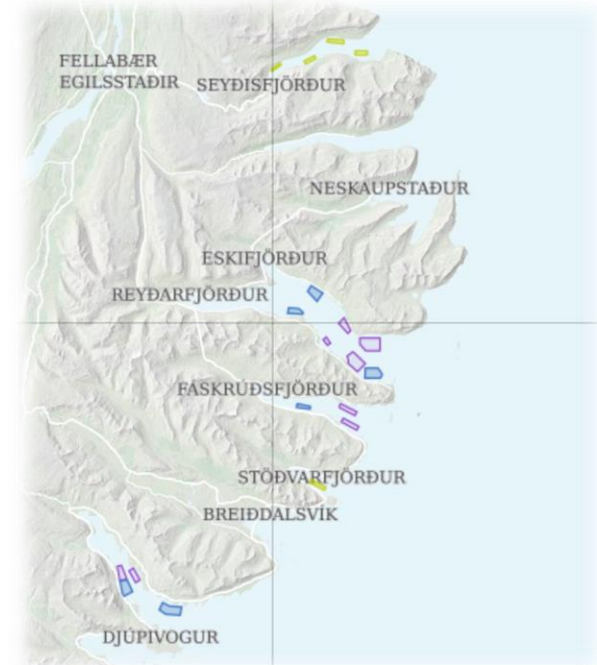 FELLABÆR
EGILSSTAÐIR
SEYÐISFJÖRÐUR
NESKAUPSTAÐUR
ESKIFJÖRÐUR
REYÐARFJÖRÐUR
FÁSKRÚÐSFJÖRÐUR
STÖÐVARFJÖRÐUR
BREIÐDALSVÍK
DJÚPIVOGUR